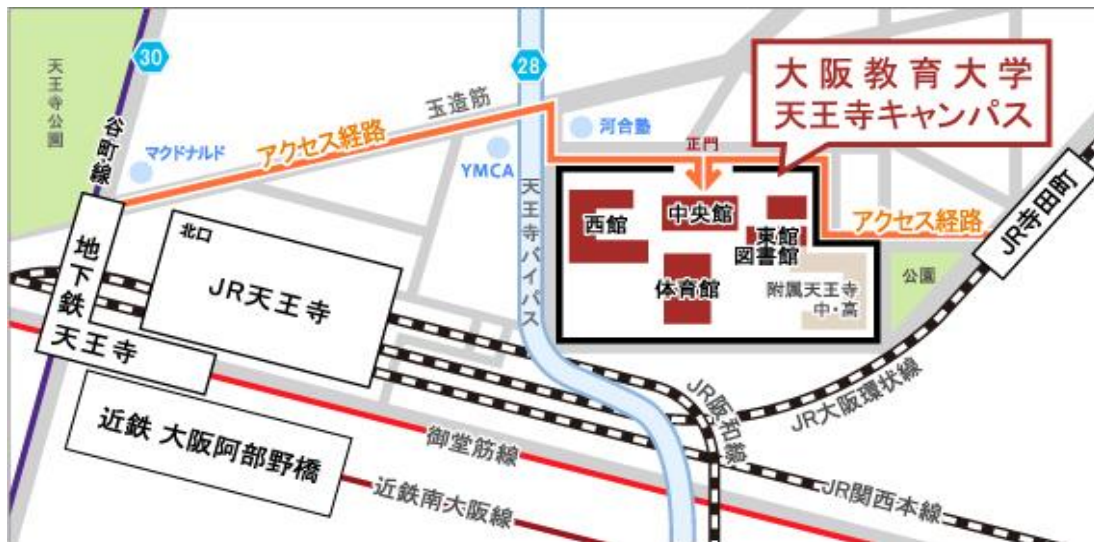 30
28
大阪教育大学
天王寺キャンパス
天王寺公園
谷町線
玉造筋
アクセス経路
マクドナルド
河合塾
YMCA
正門
天王寺バイパス
西館
中央館
東館
図書館
体育館
附属天王寺
中・高
アクセス経路
公園
JR寺田町
北口
JR天王寺
地下鉄
天王寺
近鉄 大阪阿部野橋
御堂筋線
近鉄南大阪線
JR阪和線
JR大阪環状線
JR関西本線